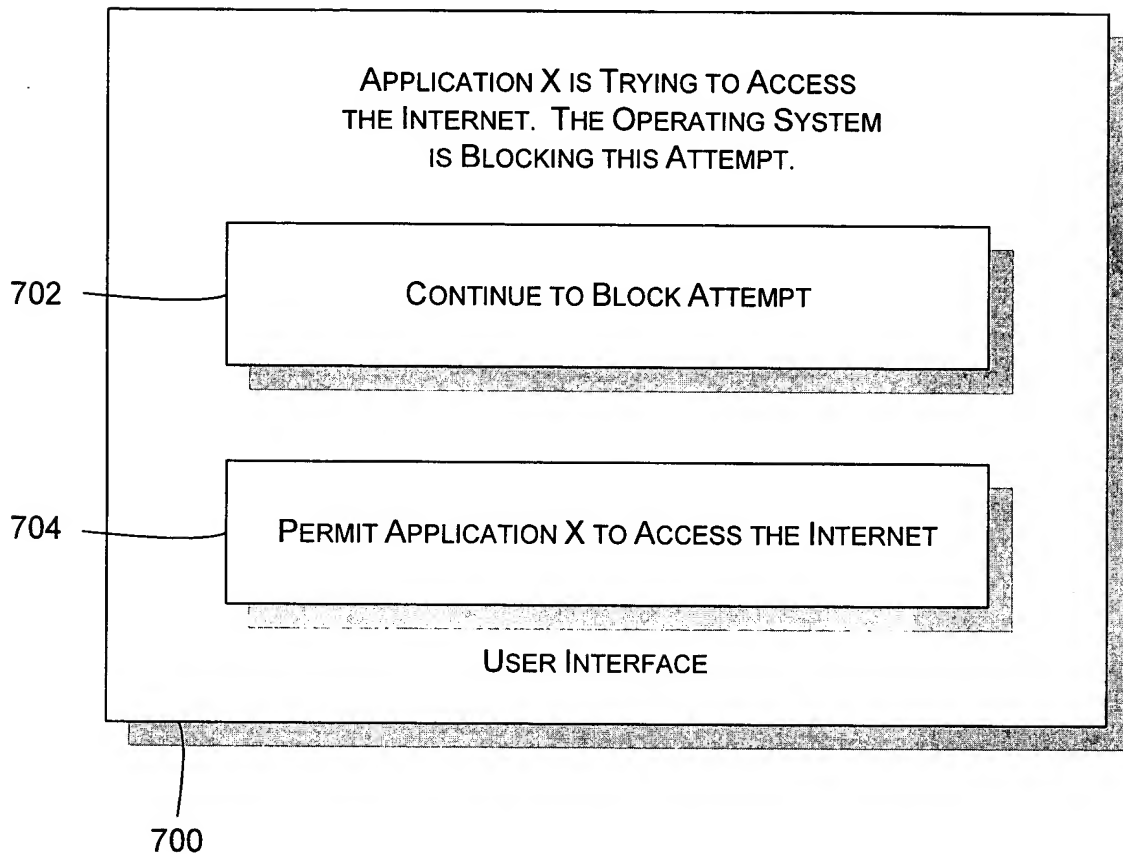 APPLICATION X IS TRYING TO ACCESS
THE INTERNET. THE OPERATING SYSTEM
IS BLOCKING THIS ATTEMPT.
702
CONTINUE TO BLOCK ATTEMPT
704
PERMIT APPLICATION X TO ACCESS THE INTERNET
USER INTERFACE
700